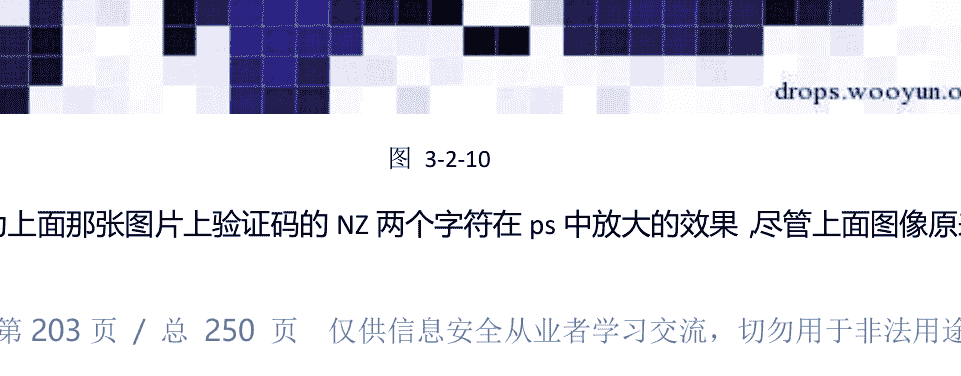 drops.wooyun.o
图 3-2-10
上面那张图片上验证码的 NZ 两个字符在 ps 中放大的效果，尽管上面图像原
第 203 页 / 总 250 页 仅供信息安全从业者学习交流，切勿用于非法用途